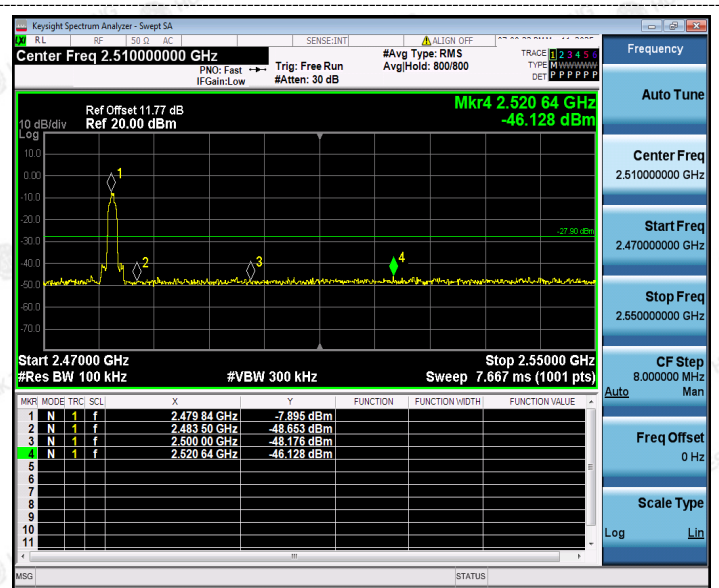 Keysight Spectrum Analyzer - Swept SA
RL RF 50 Ω AC SENSE:INT ALIGN OFF
Center Freq 2.510000000 GHz
PNO: Fast
IFGain:Low
Trig: Free Run
#Atten: 30 dB
#Avg Type: RMS
Avg|Hold: 800/800
TRACE 1 2 3 4 5 6
TYPE M W W W W W
DET P P P P P P
Mkr4 2.520 64 GHz
-46.128 dBm
Ref Offset 11.77 dB
10 dB/div Ref 20.00 dBm
Log
10.0
0.00
-10.0
-20.0
-30.0
-40.0
-50.0
-60.0
-70.0
1
2
3
4
-27.90 dBm
Start 2.47000 GHz Stop 2.55000 GHz
#Res BW 100 kHz #VBW 300 kHz Sweep 7.667 ms (1001 pts)
MKR MODE TRC SCL X Y FUNCTION FUNCTION WIDTH FUNCTION VALUE
1 N 1 f 2.479 84 GHz -7.895 dBm
2 N 1 f 2.483 50 GHz -48.653 dBm
3 N 1 f 2.500 00 GHz -48.176 dBm
4 N 1 f 2.520 64 GHz -46.128 dBm
5
6
7
8
9
10
11
MSG STATUS
Frequency
Auto Tune
Center Freq
2.510000000 GHz
Start Freq
2.470000000 GHz
Stop Freq
2.550000000 GHz
CF Step
8.000000 MHz
Auto Man
Freq Offset
0 Hz
Scale Type
Log Lin